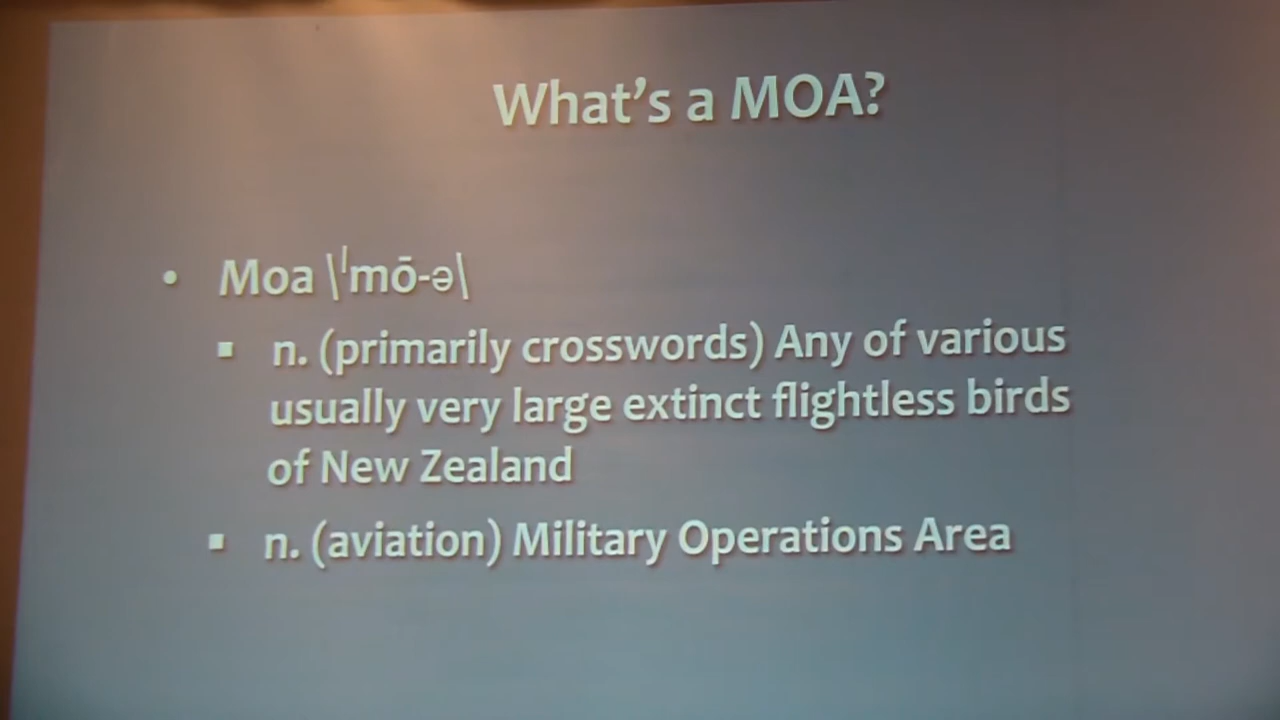 What's a MOA?
• Moa \ˈmō-ə\
▪ n. (primarily crosswords) Any of various
usually very large extinct flightless birds
of New Zealand
▪ n. (aviation) Military Operations Area